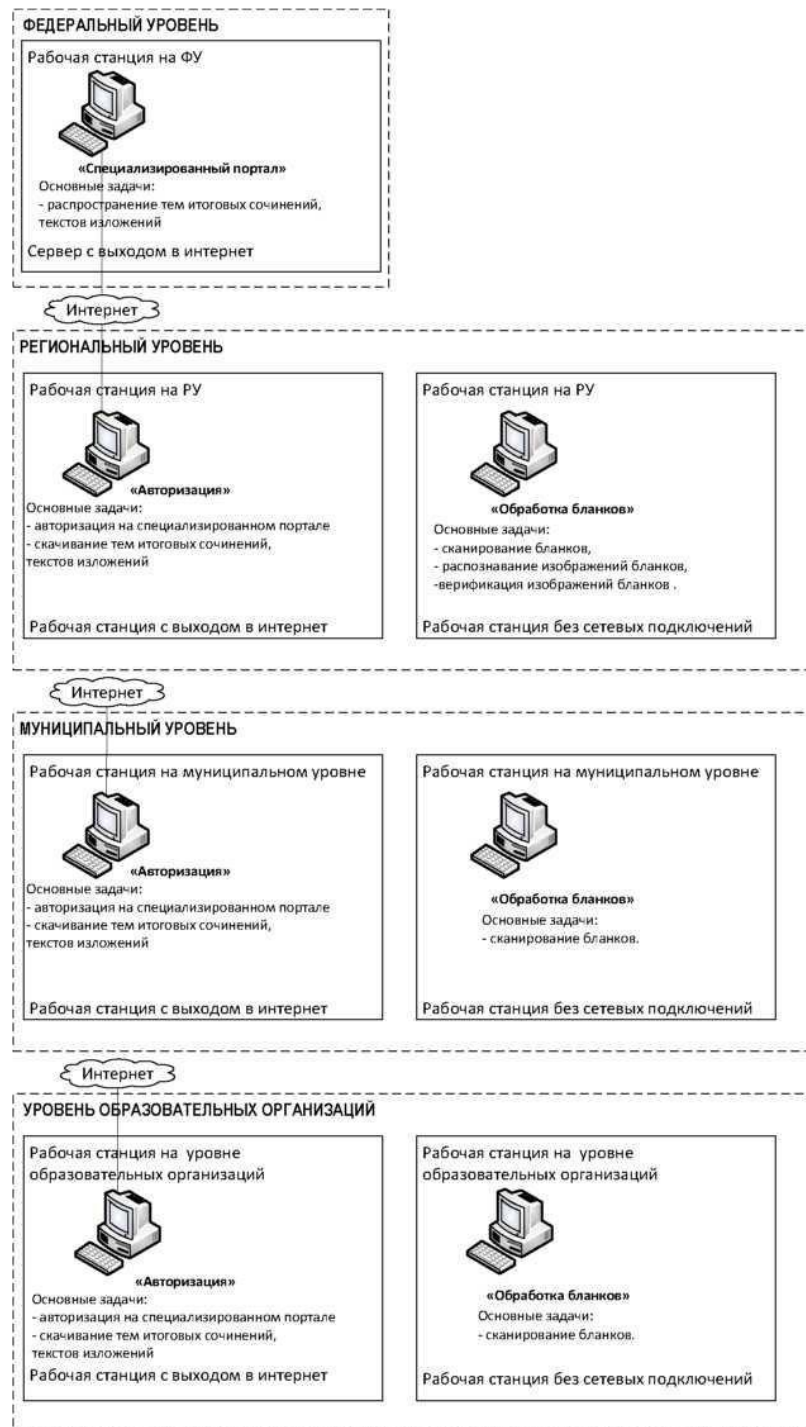 ФЕДЕРАЛЬНЫЙ УРОВЕНЬ
Рабочая станция на ФУ
«Специализированный портал»
Основные задачи:
- распространение тем итоговых сочинений,
текстов изложений
Сервер с выходом в интернет
Интернет
РЕГИОНАЛЬНЫЙ УРОВЕНЬ
Рабочая станция на РУ
«Авторизация»
Основные задачи:
- авторизация на специализированном портале
- скачивание тем итоговых сочинений,
текстов изложений
Рабочая станция с выходом в интернет
Рабочая станция на РУ
«Обработка бланков»
Основные задачи:
- сканирование бланков,
- распознавание изображений бланков,
-верификация изображений бланков .
Рабочая станция без сетевых подключений
Интернет
МУНИЦИПАЛЬНЫЙ УРОВЕНЬ
Рабочая станция на муниципальном уровне
«Авторизация»
Основные задачи:
- авторизация на специализированном портале
- скачивание тем итоговых сочинений,
текстов изложений
Рабочая станция с выходом в интернет
Рабочая станция на муниципальном уровне
«Обработка бланков»
Основные задачи:
- сканирование бланков.
Рабочая станция без сетевых подключений
Интернет
УРОВЕНЬ ОБРАЗОВАТЕЛЬНЫХ ОРГАНИЗАЦИЙ
Рабочая станция на уровне
образовательных организаций
«Авторизация»
Основные задачи:
- авторизация на специализированном портале
- скачивание тем итоговых сочинений,
текстов изложений
Рабочая станция с выходом в интернет
Рабочая станция на уровне
образовательных организаций
«Обработка бланков»
Основные задачи:
- сканирование бланков.
Рабочая станция без сетевых подключений